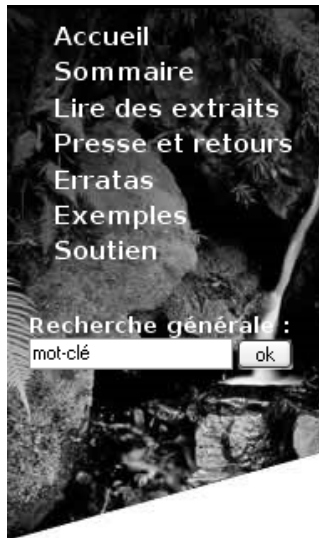 Accueil
Sommaire
Lire des extraits
Presse et retours
Erratas
Exemples
Soutien
Recherche générale :
mot-clé ok